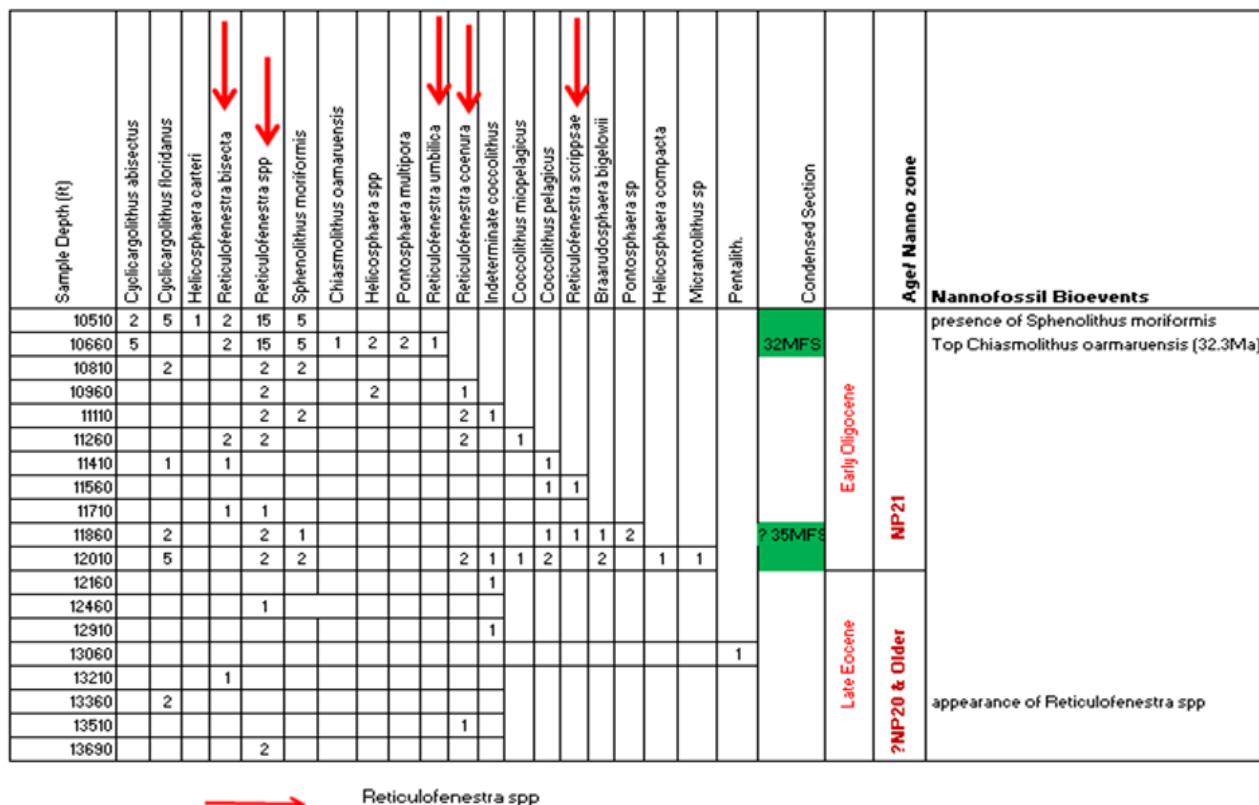 Sample Depth (ft) Cyclicargolithus abisectus Cyclicargolithus floridanus Helicosphaera carteri Reticulofenestra bisecta Reticulofenestra spp Sphenolithus moriformis Chiasmolithus oamaruensis Helicosphaera spp Pontosphaera multipora Reticulofenestra umbilica Reticulofenestra coenura Indeterminate coccolith Coccolithus miopelagicus Coccolithus pelagicus Reticulofenestra scrippsae Braarudosphaera bigelowii Pontosphaera sp Helicosphaera compacta Micrantolithus sp Pentalith. Condensed Section Age/ Nanno zone Nannofossil Bioevents
10510 2 5 1 2 15 5 presence of Sphenolithus moriformis
10660 5 2 15 5 1 2 2 1 32MFS Top Chiasmolithus oarmaruensis (32.3Ma)
10810 2 2 2
10960 2 2 1
11110 2 2 2 1
11260 2 2 2 1
11410 1 1 1
11560 1 1
11710 1 1
11860 2 2 1 1 1 1 2 ? 35MFS
12010 5 2 2 2 1 1 2 2 1 1
Early Oligocene
NP21
12160 1
12460 1
12910 1
13060 1
13210 1
13360 2 appearance of Reticulofenestra spp
13510 1
13690 2
Late Eocene
?NP20 & Older
Reticulofenestra spp